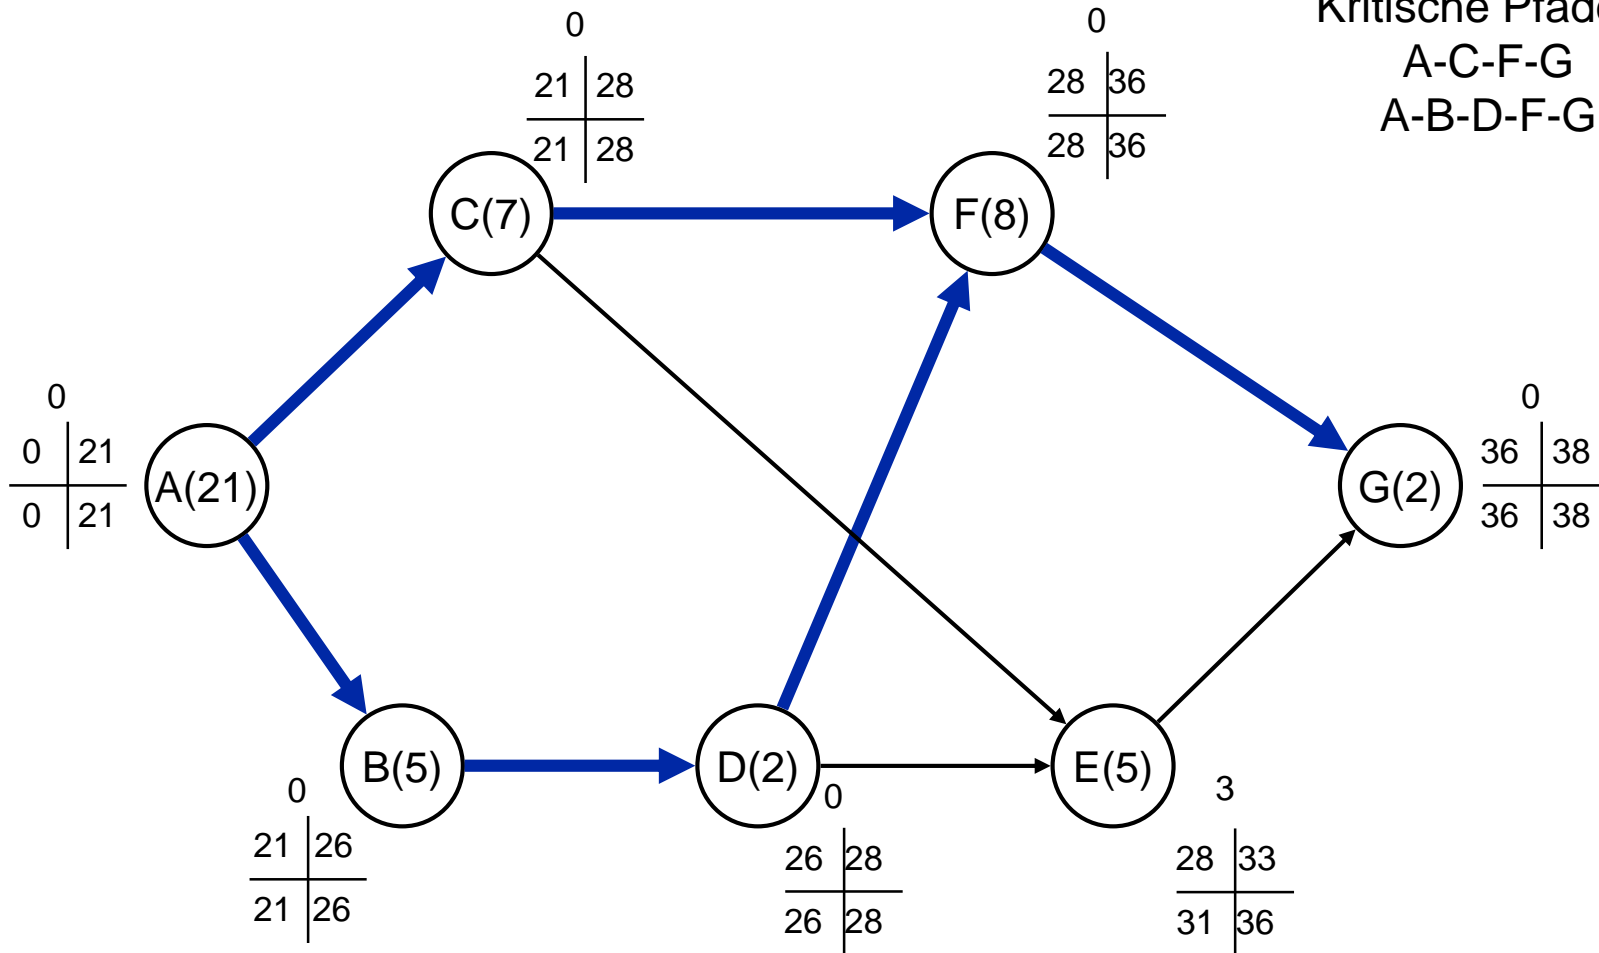 Kritische Pfade
A-C-F-G
A-B-D-F-G
0
21 28
21 28
C(7)
0
28 36
28 36
F(8)
0
0 21
0 21
A(21)
0
36 38
36 38
G(2)
B(5)
0
21 26
21 26
D(2)
0
26 28
26 28
E(5)
3
28 33
31 36